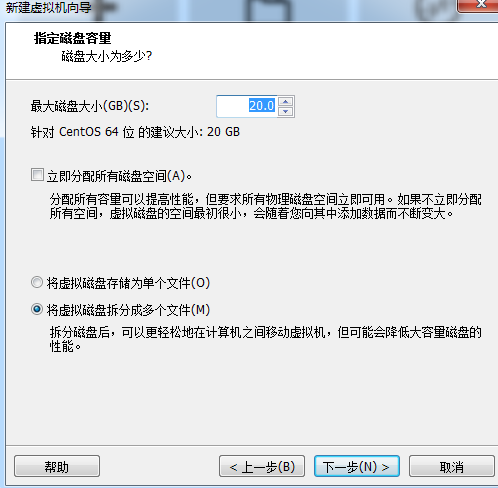 新建虚拟机向导
指定磁盘容量
磁盘大小为多少?
最大磁盘大小(GB)(S):
20.0
针对 CentOS 64 位 的建议大小: 20 GB
立即分配所有磁盘空间(A)。
分配所有容量可以提高性能，但要求所有物理磁盘空间立即可用。如果不立即分配
所有空间，虚拟磁盘的空间最初很小，会随着您向其中添加数据而不断变大。
将虚拟磁盘存储为单个文件(O)
将虚拟磁盘拆分成多个文件(M)
拆分磁盘后，可以更轻松地在计算机之间移动虚拟机，但可能会降低大容量磁盘的
性能。
帮助
< 上一步(B)
下一步(N) >
取消